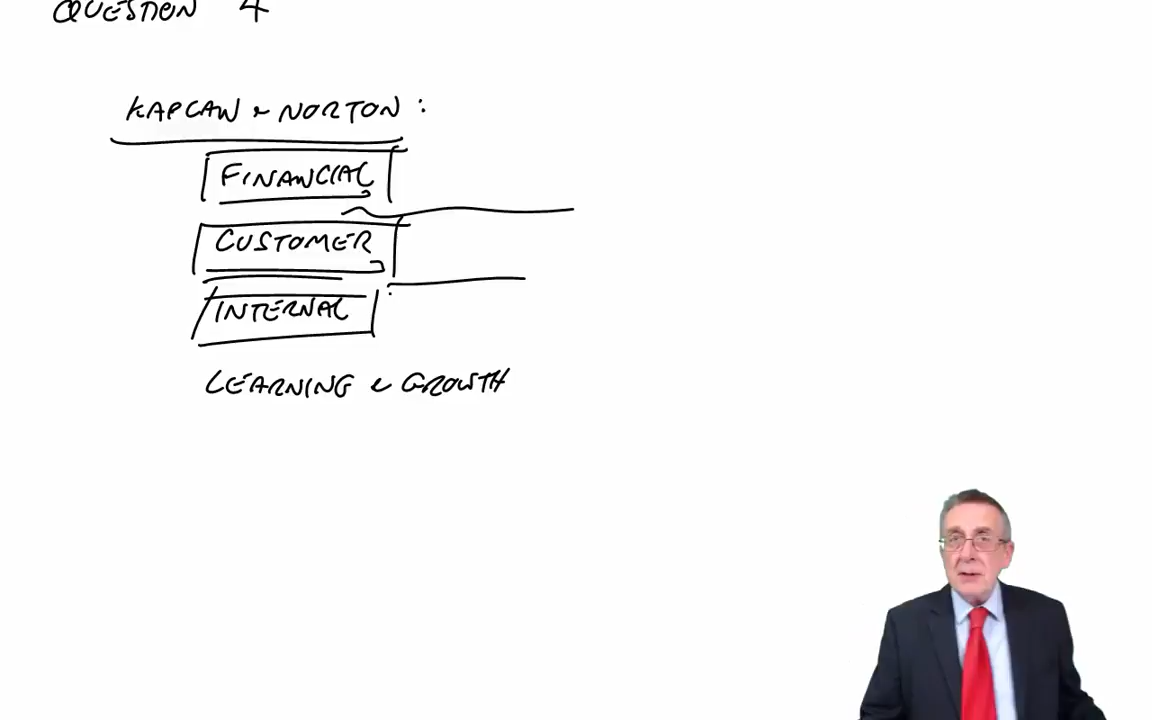 QUESTION 4
KAPLAN & NORTON :
FINANCIAL
CUSTOMER
INTERNAL
LEARNING & GROWTH